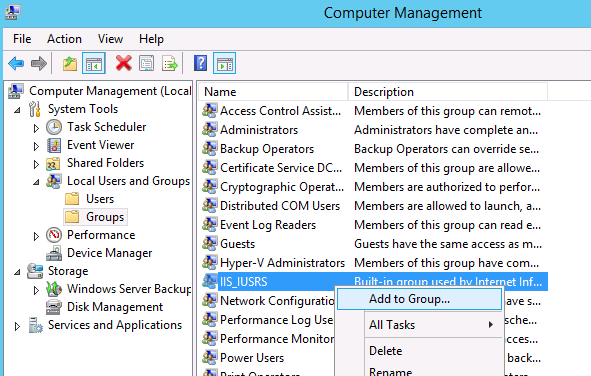 Computer Management
File Action View Help
Computer Management (Local
System Tools
Task Scheduler
Event Viewer
Shared Folders
Local Users and Groups
Users
Groups
Performance
Device Manager
Storage
Windows Server Backup
Disk Management
Services and Applications
Name Description
Access Control Assist... Members of this group can remot...
Administrators Administrators have complete an...
Backup Operators Backup Operators can override se...
Certificate Service DC... Members of this group are allowe...
Cryptographic Operat... Members are authorized to perfor...
Distributed COM Users Members are allowed to launch, a...
Event Log Readers Members of this group can read e...
Guests Guests have the same access as m...
Hyper-V Administrators Members of this group have com...
IIS_IUSRS Built-in group used by Internet Inf...
Network Configuratio have s...
Performance Log Use sche...
Performance Monitor acces...
Power Users back...
Print Operators
Add to Group...
All Tasks
Delete
Rename